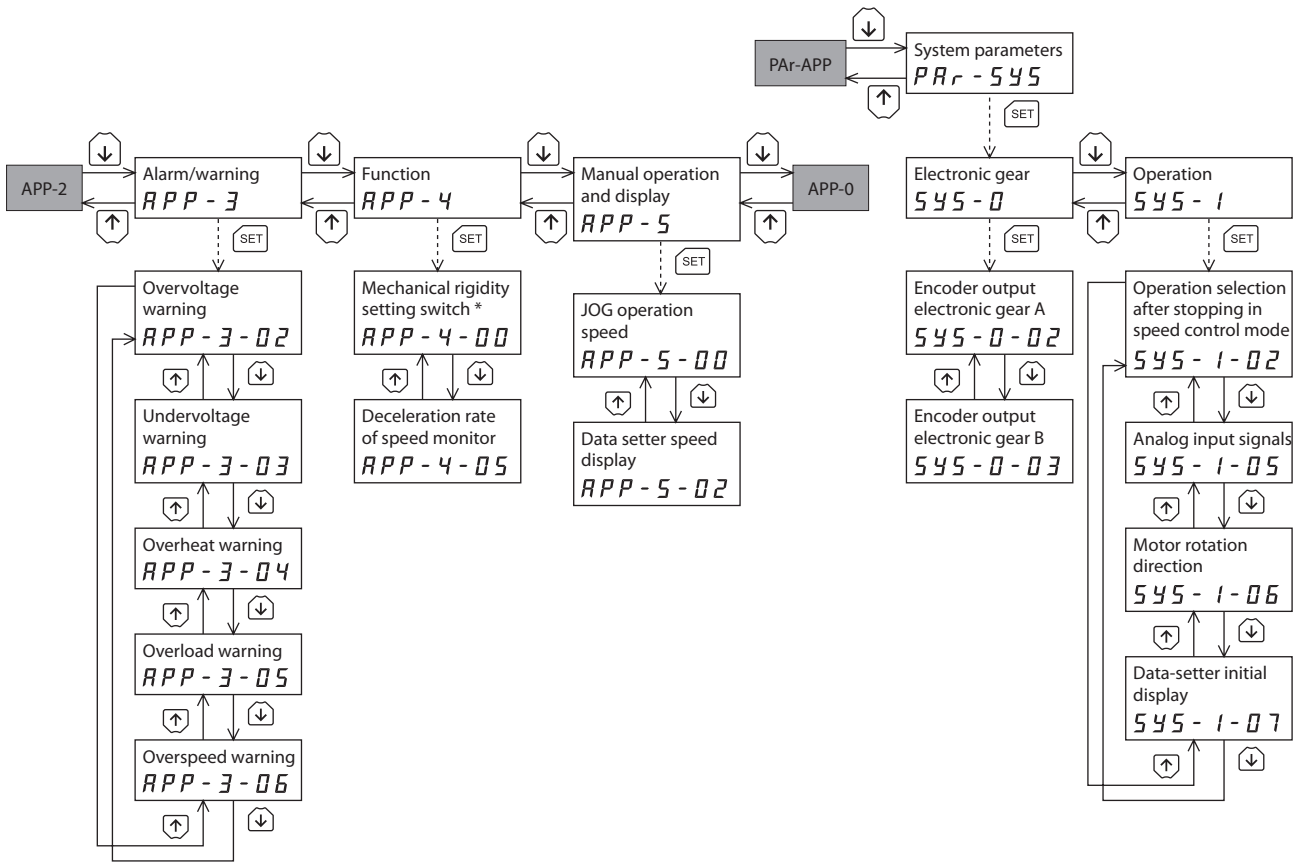 PAr-APP
System parameters
PAr-SYS
SET
APP-2
Alarm/warning
APP-3
SET
Function
APP-4
SET
Manual operation
and display
APP-5
SET
APP-0
Electronic gear
SYS-0
SET
Operation
SYS-1
SET
Overvoltage
warning
APP-3-02
Undervoltage
warning
APP-3-03
Overheat warning
APP-3-04
Overload warning
APP-3-05
Overspeed warning
APP-3-06
Mechanical rigidity
setting switch *
APP-4-00
Deceleration rate
of speed monitor
APP-4-05
JOG operation
speed
APP-5-00
Data setter speed
display
APP-5-02
Encoder output
electronic gear A
SYS-0-02
Encoder output
electronic gear B
SYS-0-03
Operation selection
after stopping in
speed control mode
SYS-1-02
Analog input signals
SYS-1-05
Motor rotation
direction
SYS-1-06
Data-setter initial
display
SYS-1-07